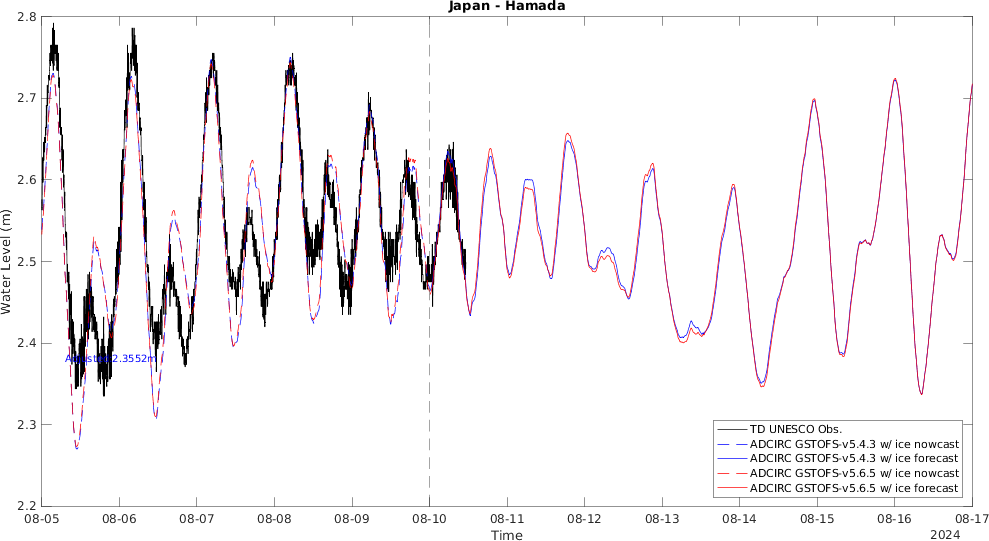 Japan - Hamada
2.8
2.7
2.6
2.5
2.4
2.3
2.2
Water Level (m)
2.3552m
TD UNESCO Obs.
ADCIRC GSTOFS-v5.4.3 w/ ice nowcast
ADCIRC GSTOFS-v5.4.3 w/ ice forecast
ADCIRC GSTOFS-v5.6.5 w/ ice nowcast
ADCIRC GSTOFS-v5.6.5 w/ ice forecast
08-05 08-06 08-07 08-08 08-09 08-10 08-11 08-12 08-13 08-14 08-15 08-16 08-17
Time
2024